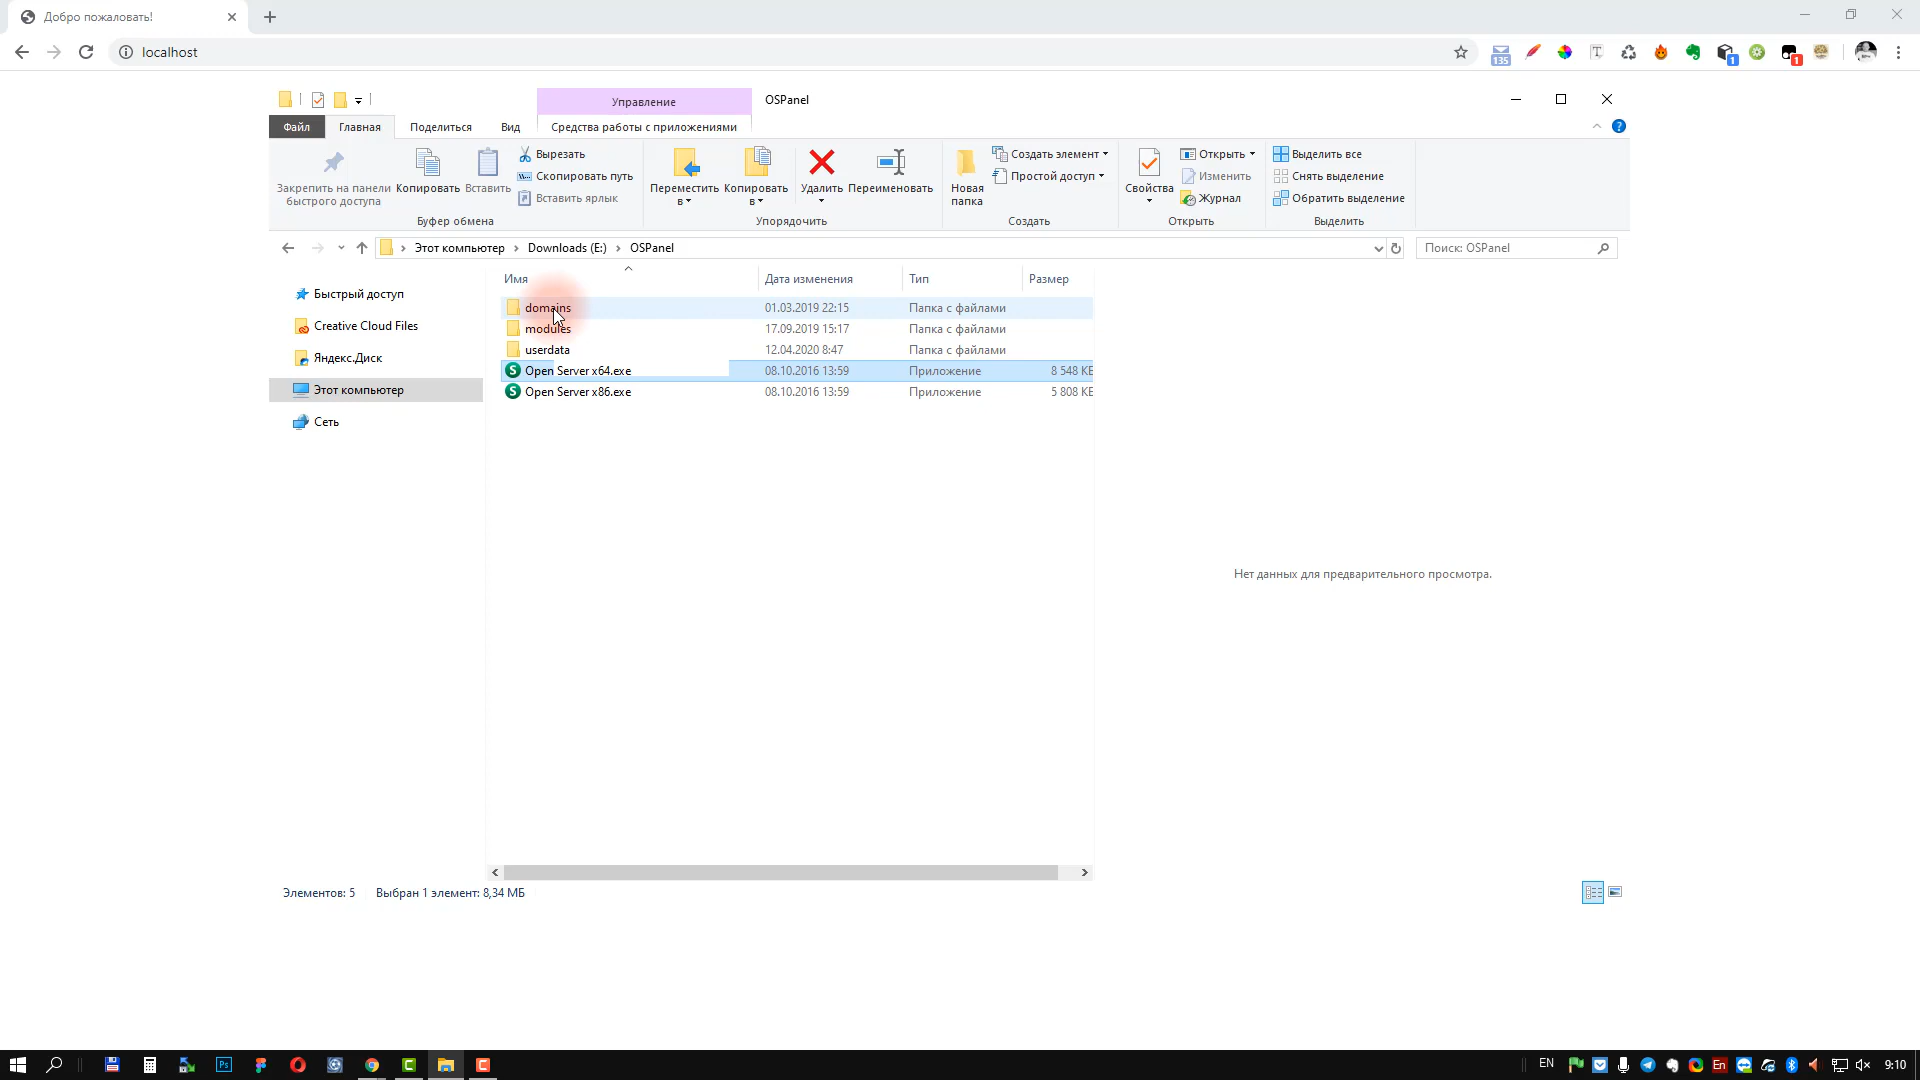 Добро пожаловать!
localhost
135
1
1
Управление
OSPanel
Файл
Главная
Поделиться
Вид
Средства работы с приложениями
Закрепить на панели быстрого доступа
Копировать
Вставить
Вырезать
Скопировать путь
Вставить ярлык
Буфер обмена
Переместить в
Копировать в
Удалить
Переименовать
Упорядочить
Новая папка
Создать элемент
Простой доступ
Создать
Свойства
Открыть
Изменить
Журнал
Открыть
Выделить все
Снять выделение
Обратить выделение
Выделить
Этот компьютер
Downloads (E:)
OSPanel
Поиск: OSPanel
Быстрый доступ
Creative Cloud Files
Яндекс.Диск
Этот компьютер
Сеть
Имя Дата изменения Тип Размер
domains 01.03.2019 22:15 Папка с файлами
modules 17.09.2019 15:17 Папка с файлами
userdata 12.04.2020 8:47 Папка с файлами
Open Server x64.exe 08.10.2016 13:59 Приложение 8 548 КБ
Open Server x86.exe 08.10.2016 13:59 Приложение 5 808 КБ
Нет данных для предварительного просмотра.
Элементов: 5 Выбран 1 элемент: 8,34 МБ
Ps
EN
En
9:10